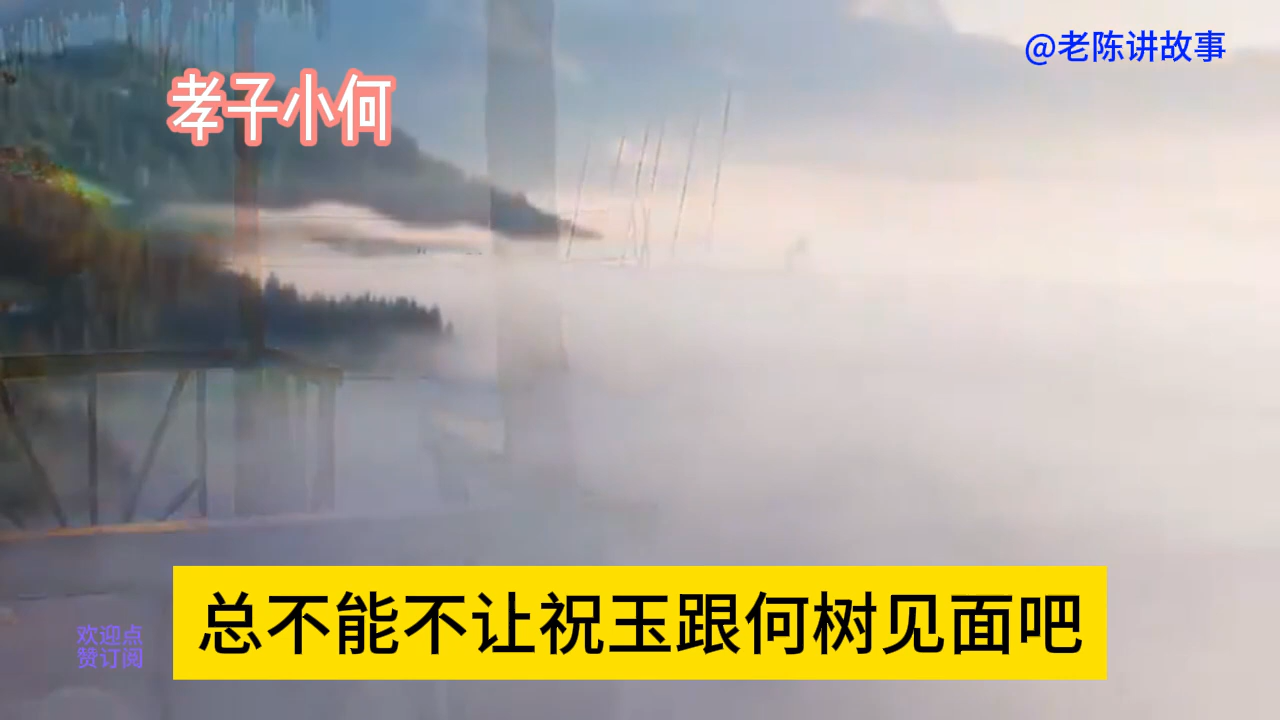 @老陈讲故事
孝子小何
总不能不让祝玉跟何树见面吧
欢迎点
赞订阅